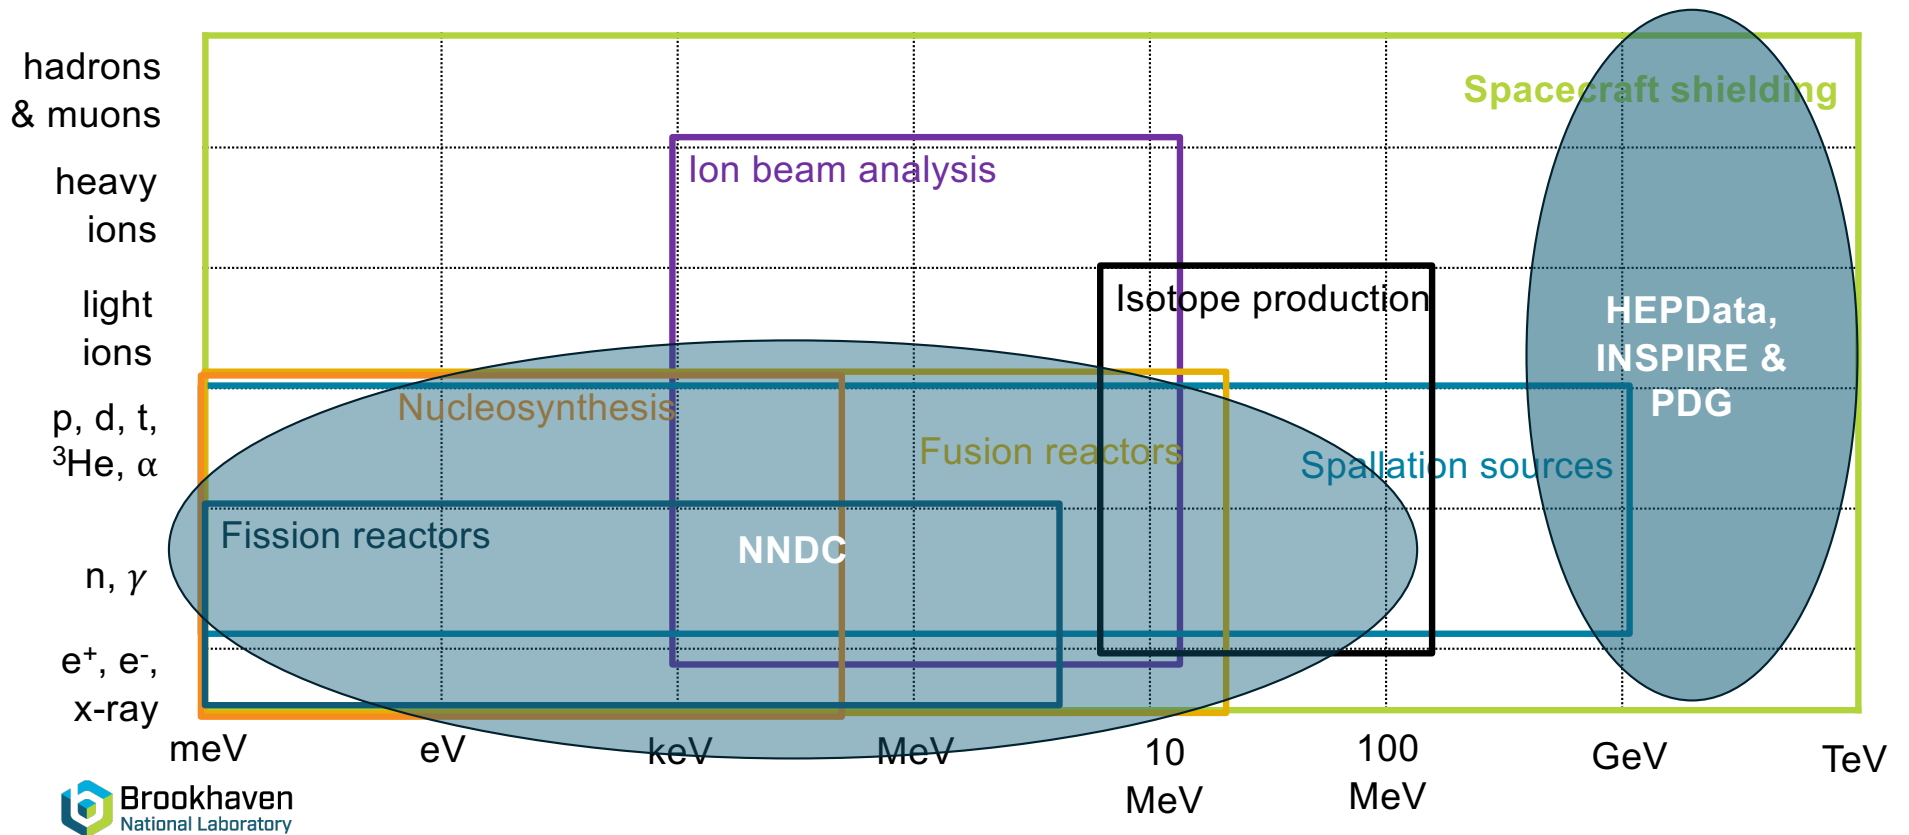 hadrons
& muons
Spacecraft shielding
Ion beam analysis
heavy
ions
light
ions
Isotope production
HEPData,
INSPIRE &
PDG
Nucleosynthesis
p, d, t,
³He, α
Fusion reactors
Spallation sources
Fission reactors
NNDC
n, γ
e⁺, e⁻,
x-ray
meV
eV
keV
MeV
10
MeV
100
MeV
GeV
TeV
Brookhaven
National Laboratory